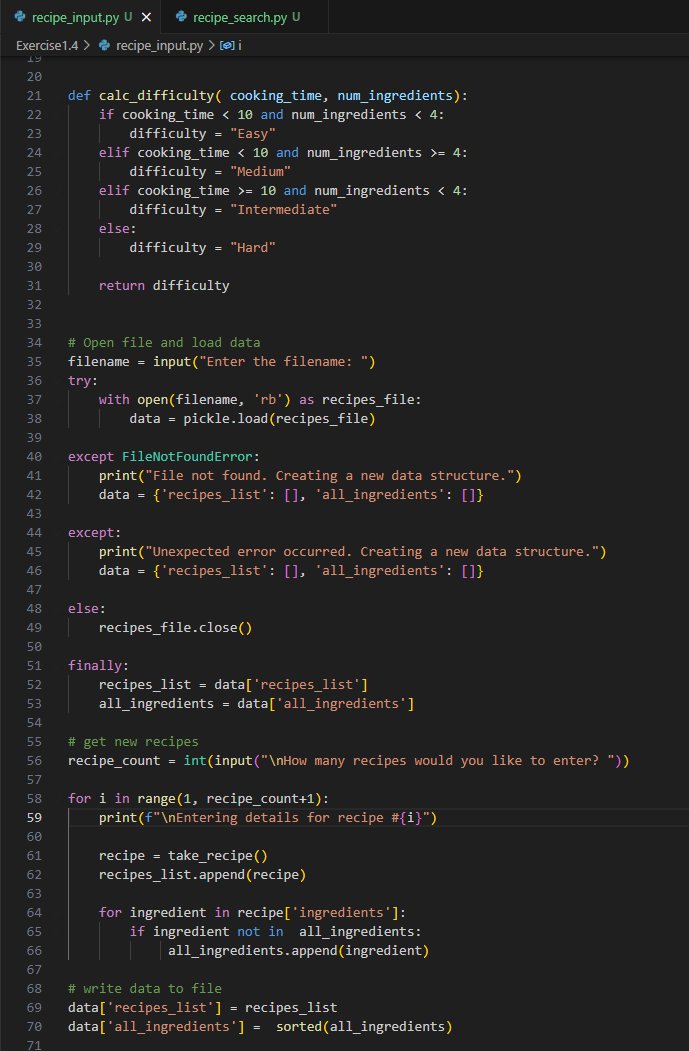 recipe_input.py U × recipe_search.py U
Exercise1.4 > recipe_input.py > i
19
20
21 def calc_difficulty( cooking_time, num_ingredients):
22     if cooking_time < 10 and num_ingredients < 4:
23         difficulty = "Easy"
24     elif cooking_time < 10 and num_ingredients >= 4:
25         difficulty = "Medium"
26     elif cooking_time >= 10 and num_ingredients < 4:
27         difficulty = "Intermediate"
28     else:
29         difficulty = "Hard"
30
31     return difficulty
32
33
34 # Open file and load data
35 filename = input("Enter the filename: ")
36 try:
37     with open(filename, 'rb') as recipes_file:
38         data = pickle.load(recipes_file)
39
40 except FileNotFoundError:
41     print("File not found. Creating a new data structure.")
42     data = {'recipes_list': [], 'all_ingredients': []}
43
44 except:
45     print("Unexpected error occurred. Creating a new data structure.")
46     data = {'recipes_list': [], 'all_ingredients': []}
47
48 else:
49     recipes_file.close()
50
51 finally:
52     recipes_list = data['recipes_list']
53     all_ingredients = data['all_ingredients']
54
55 # get new recipes
56 recipe_count = int(input("\nHow many recipes would you like to enter? "))
57
58 for i in range(1, recipe_count+1):
59     print(f"\nEntering details for recipe #{i}")
60
61     recipe = take_recipe()
62     recipes_list.append(recipe)
63
64     for ingredient in recipe['ingredients']:
65         if ingredient not in  all_ingredients:
66              all_ingredients.append(ingredient)
67
68 # write data to file
69 data['recipes_list'] = recipes_list
70 data['all_ingredients'] =  sorted(all_ingredients)
71